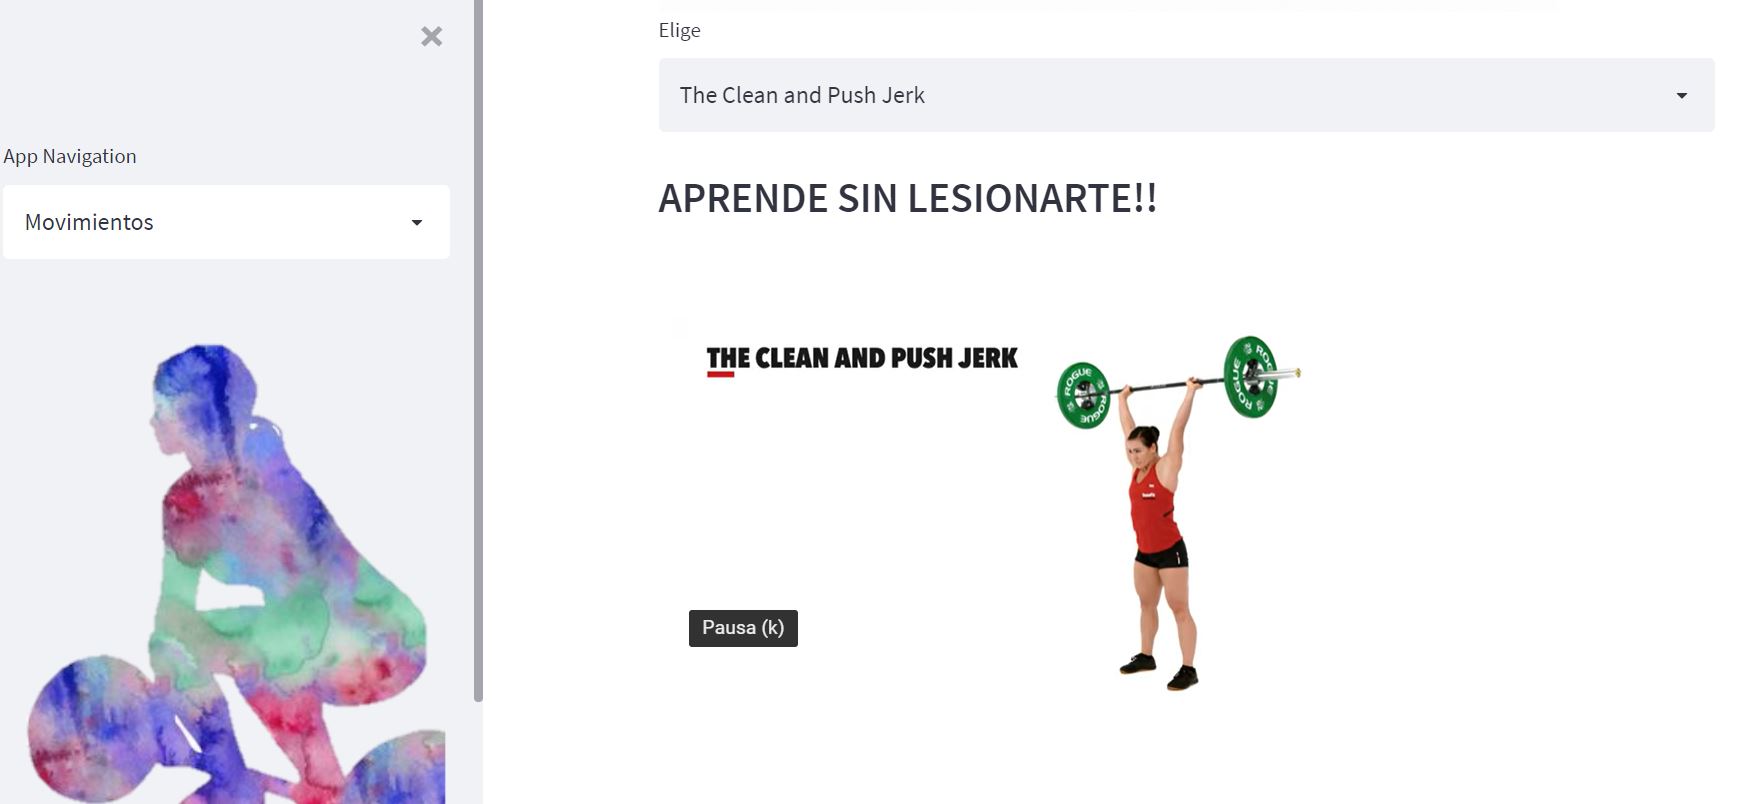 App Navigation
Movimientos
Elige
The Clean and Push Jerk
APRENDE SIN LESIONARTE!!
THE CLEAN AND PUSH JERK
ROGUE
ROGUE
ROGUE
ROGUE
ROGUE
Pausa (k)